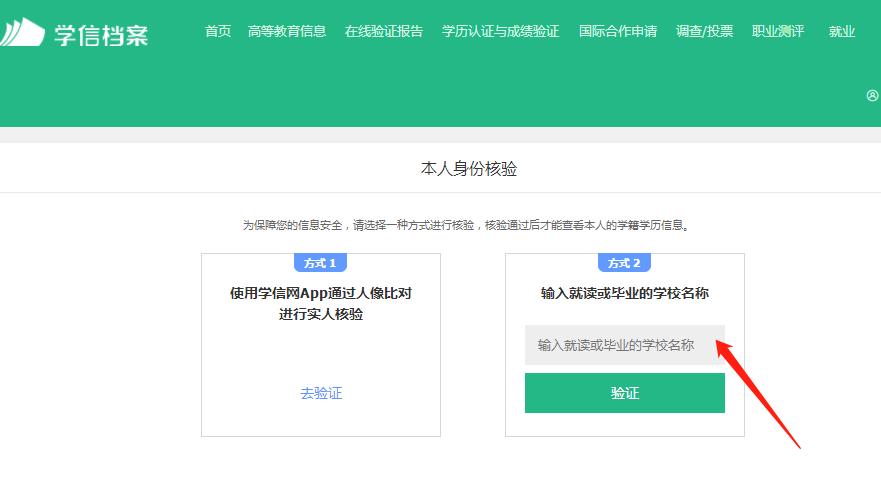 学信档案
首页 高等教育信息 在线验证报告 学历认证与成绩验证 国际合作申请 调查/投票 职业测评 就业
本人身份核验
为保障您的信息安全，请选择一种方式进行核验，核验通过后才能查看本人的学籍学历信息。
方式 1
使用学信网App通过人像比对
进行实人核验
去验证
方式 2
输入就读或毕业的学校名称
输入就读或毕业的学校名称
验证